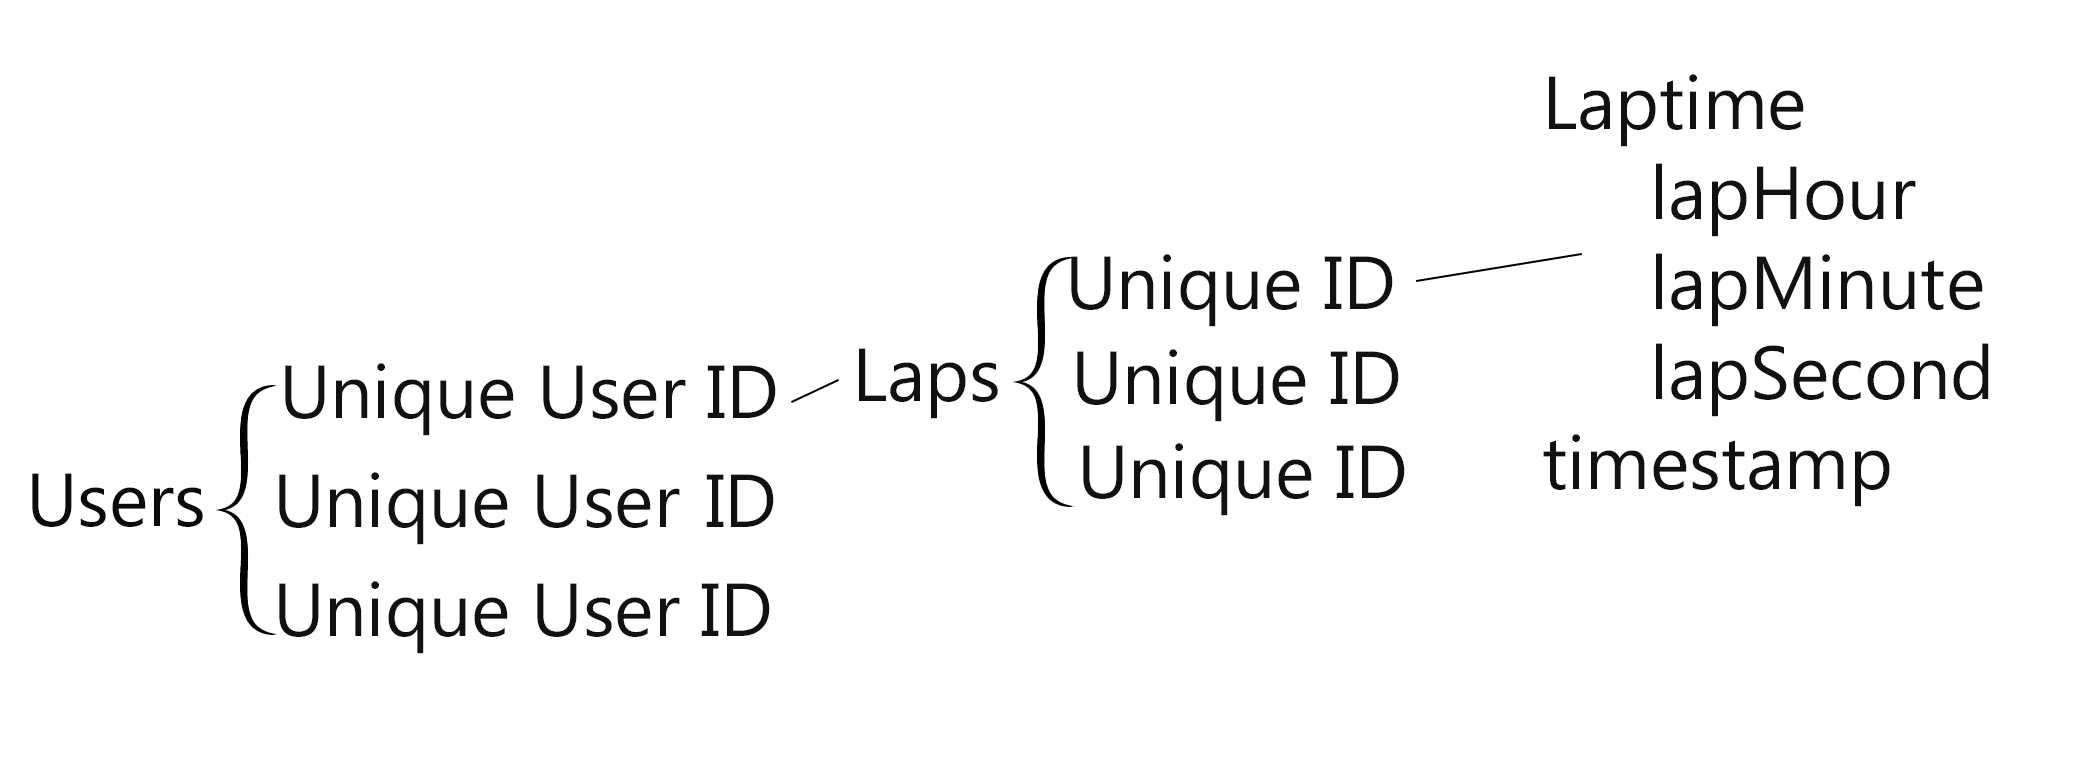 Users
Unique User ID
Unique User ID
Unique User ID
Laps
Unique ID
Unique ID
Unique ID
Laptime
lapHour
lapMinute
lapSecond
timestamp